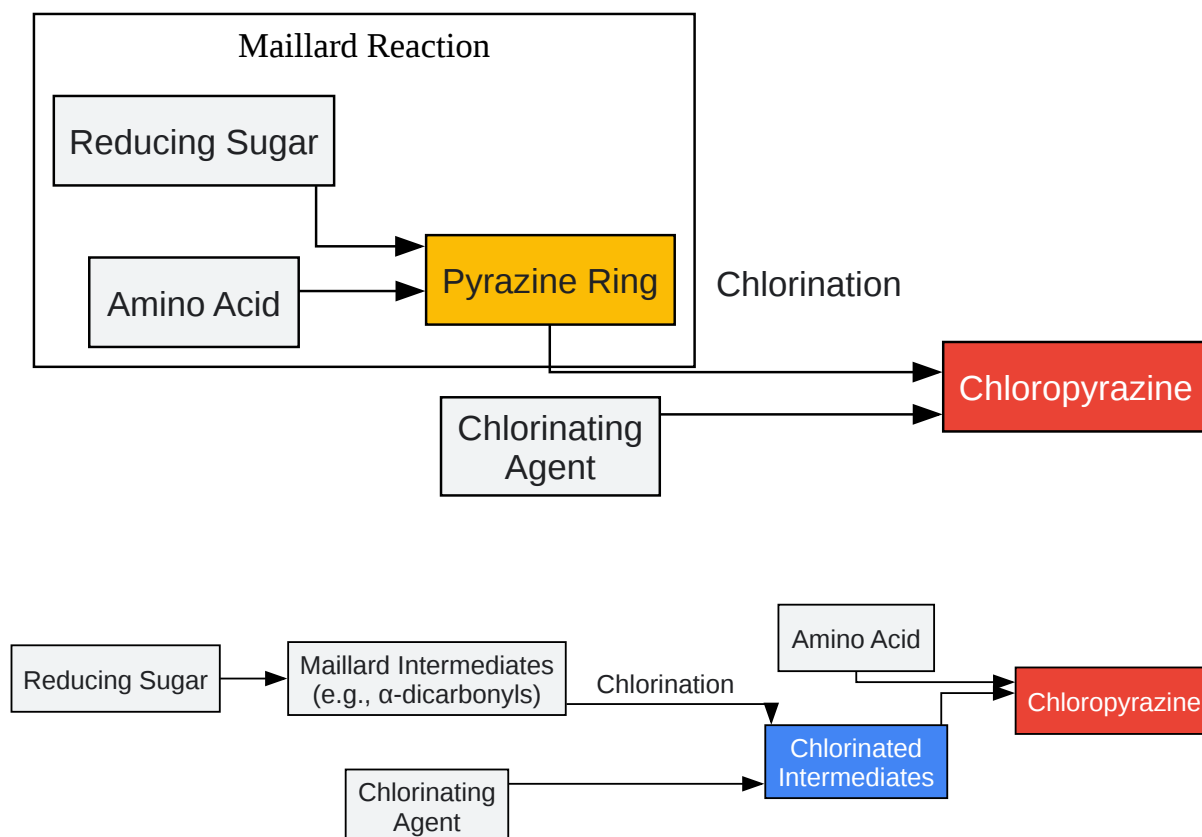 Maillard Reaction
Reducing Sugar
Amino Acid
Pyrazine Ring
Chlorination
Chloropyrazine
Chlorinating
Agent
Amino Acid
Reducing Sugar
Maillard Intermediates
(e.g., α-dicarbonyls)
Chlorination
Chloropyrazine
Chlorinated
Intermediates
Chlorinating
Agent